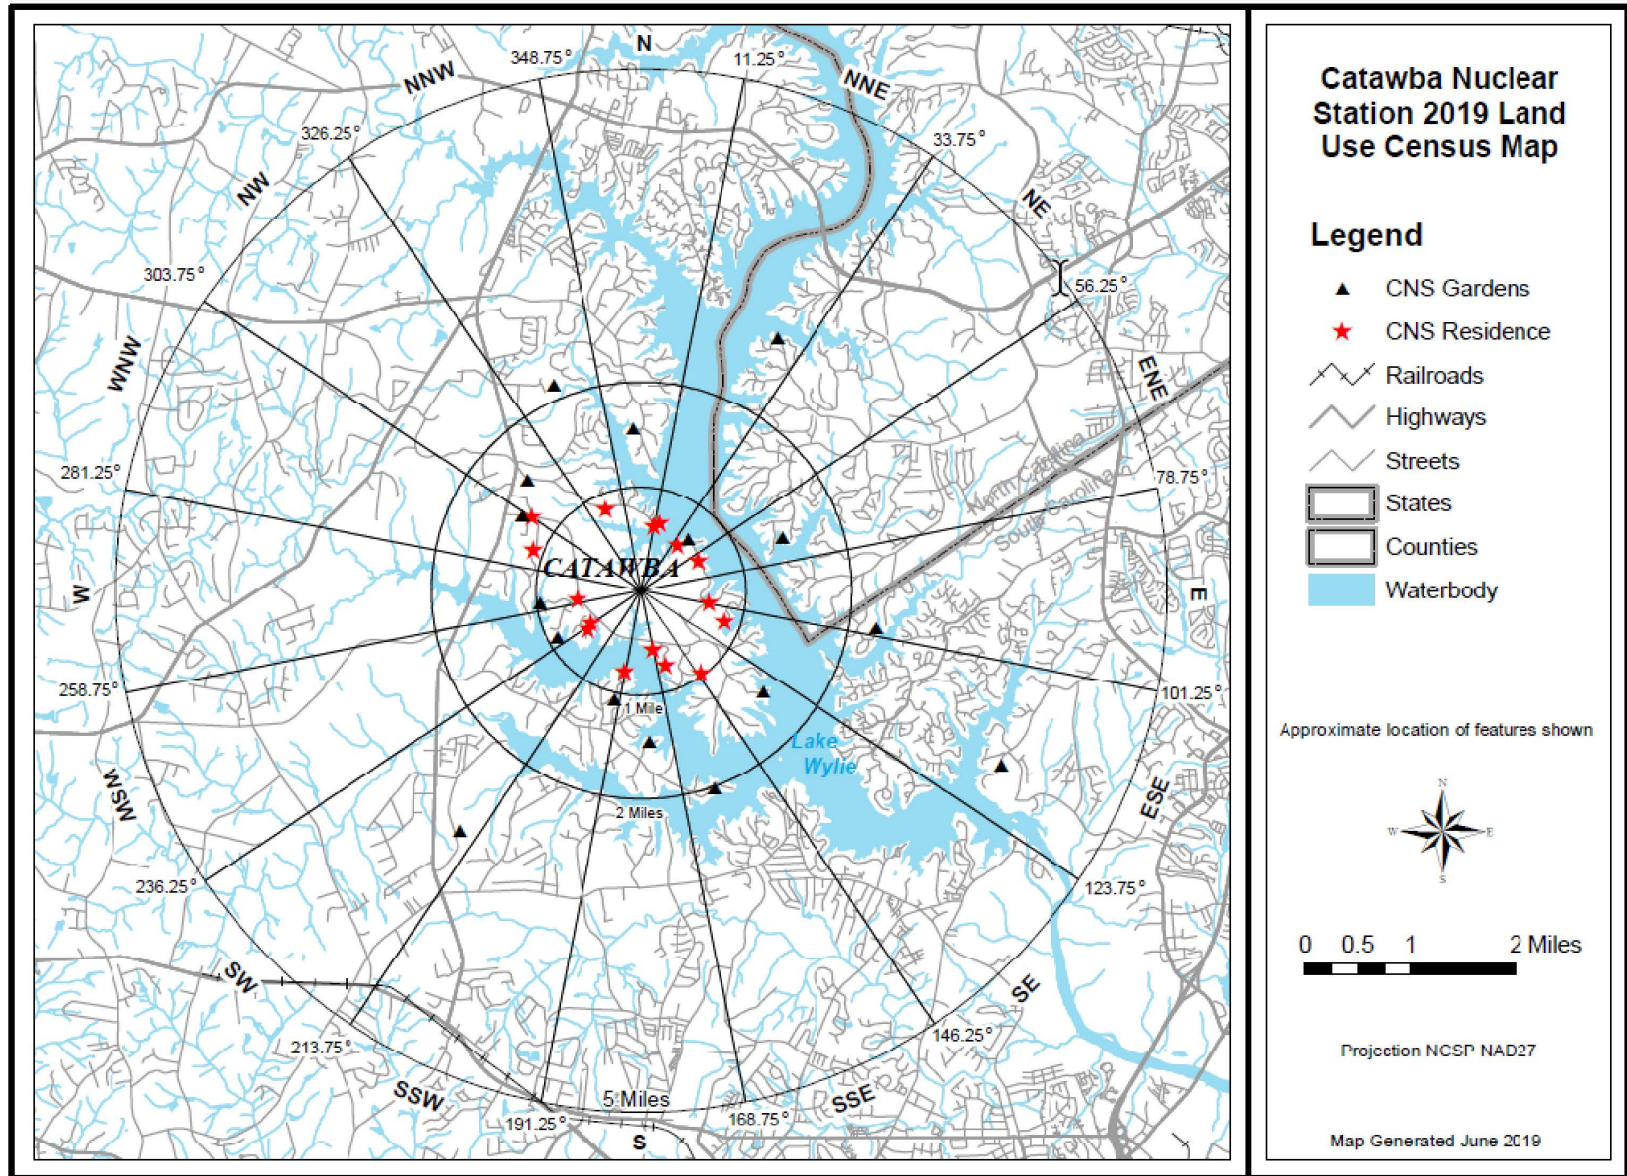 N
348.75°
11.25°
NNW
NNE
326.25°
33.75°
NW
NE
303.75°
56.25°
WNW
ENE
North Carolina
South Carolina
281.25°
78.75°
CATAWBA
W
E
258.75°
101.25°
1 Mile
Lake
Wylie
WSW
ESE
2 Miles
236.25°
123.75°
SW
SE
213.75°
146.25°
SSW
5 Miles
SSE
191.25°
168.75°
S
Catawba Nuclear
Station 2019 Land
Use Census Map
Legend
CNS Gardens
CNS Residence
Railroads
Highways
Streets
States
Counties
Waterbody
Approximate location of features shown
N
W E
S
0 0.5 1 2 Miles
Projection NCSP NAD27
Map Generated June 2019